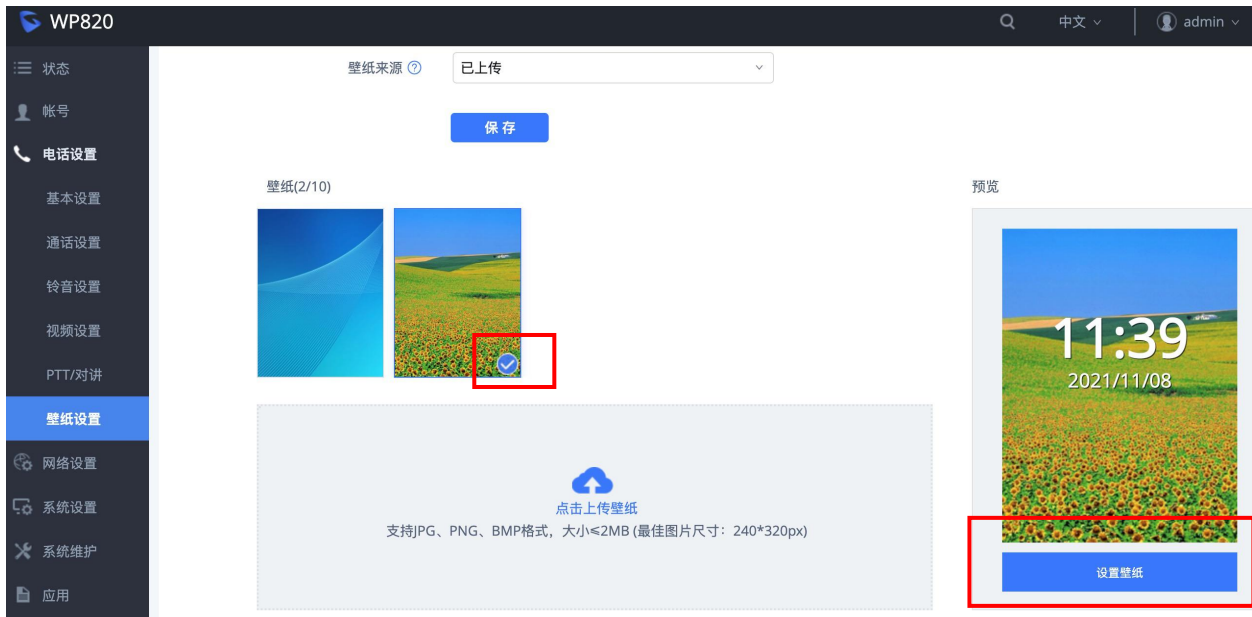 WP820
中文
admin
状态
帐号
电话设置
基本设置
通话设置
铃音设置
视频设置
PTT/对讲
壁纸设置
网络设置
系统设置
系统维护
应用
壁纸来源
已上传
保存
壁纸(2/10)
点击上传壁纸
支持JPG、PNG、BMP格式，大小≤2MB (最佳图片尺寸：240*320px)
预览
11:39
2021/11/08
设置壁纸